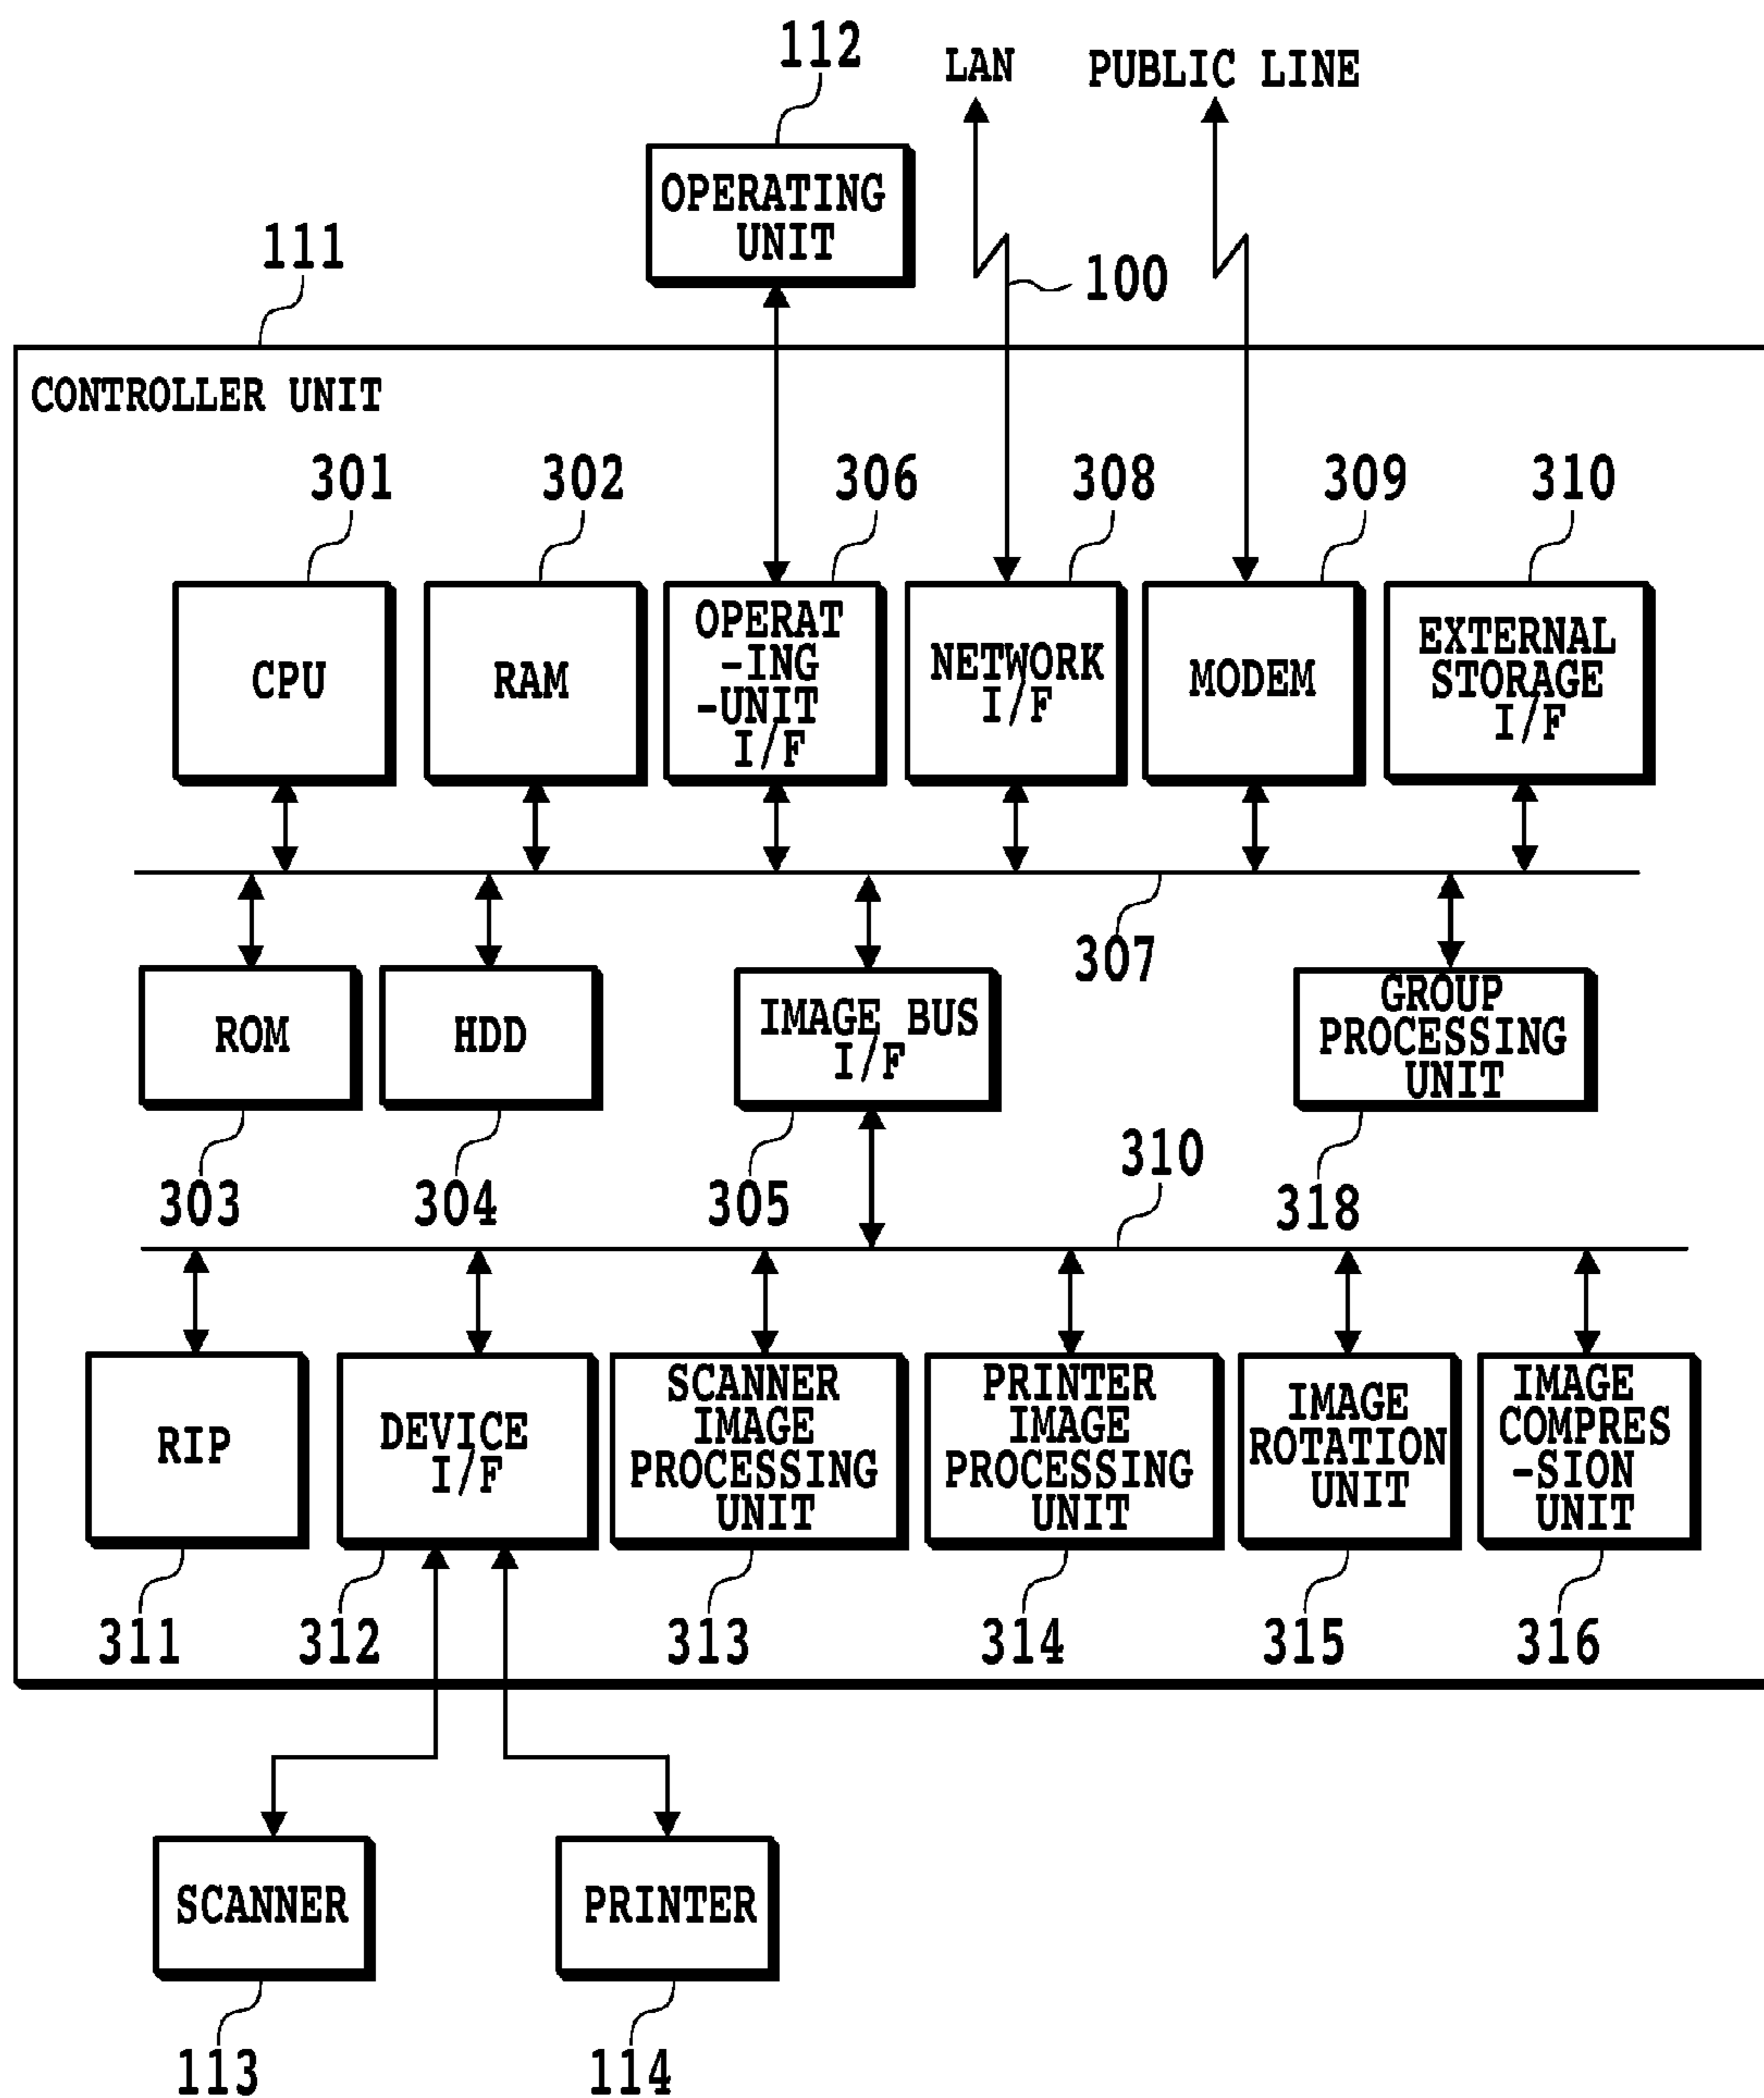 112
LAN
PUBLIC LINE
OPERATING
UNIT
111
100
CONTROLLER UNIT
301
302
306
308
309
310
CPU
RAM
OPERAT
-ING
-UNIT
I/F
NETWORK
I/F
MODEM
EXTERNAL
STORAGE
I/F
307
ROM
HDD
IMAGE BUS
I/F
GROUP
PROCESSING
UNIT
303
304
305
310
318
RIP
DEVICE
I/F
SCANNER
IMAGE
PROCESSING
UNIT
PRINTER
IMAGE
PROCESSING
UNIT
IMAGE
ROTATION
UNIT
IMAGE
COMPRES
-SION
UNIT
311
312
313
314
315
316
SCANNER
PRINTER
113
114